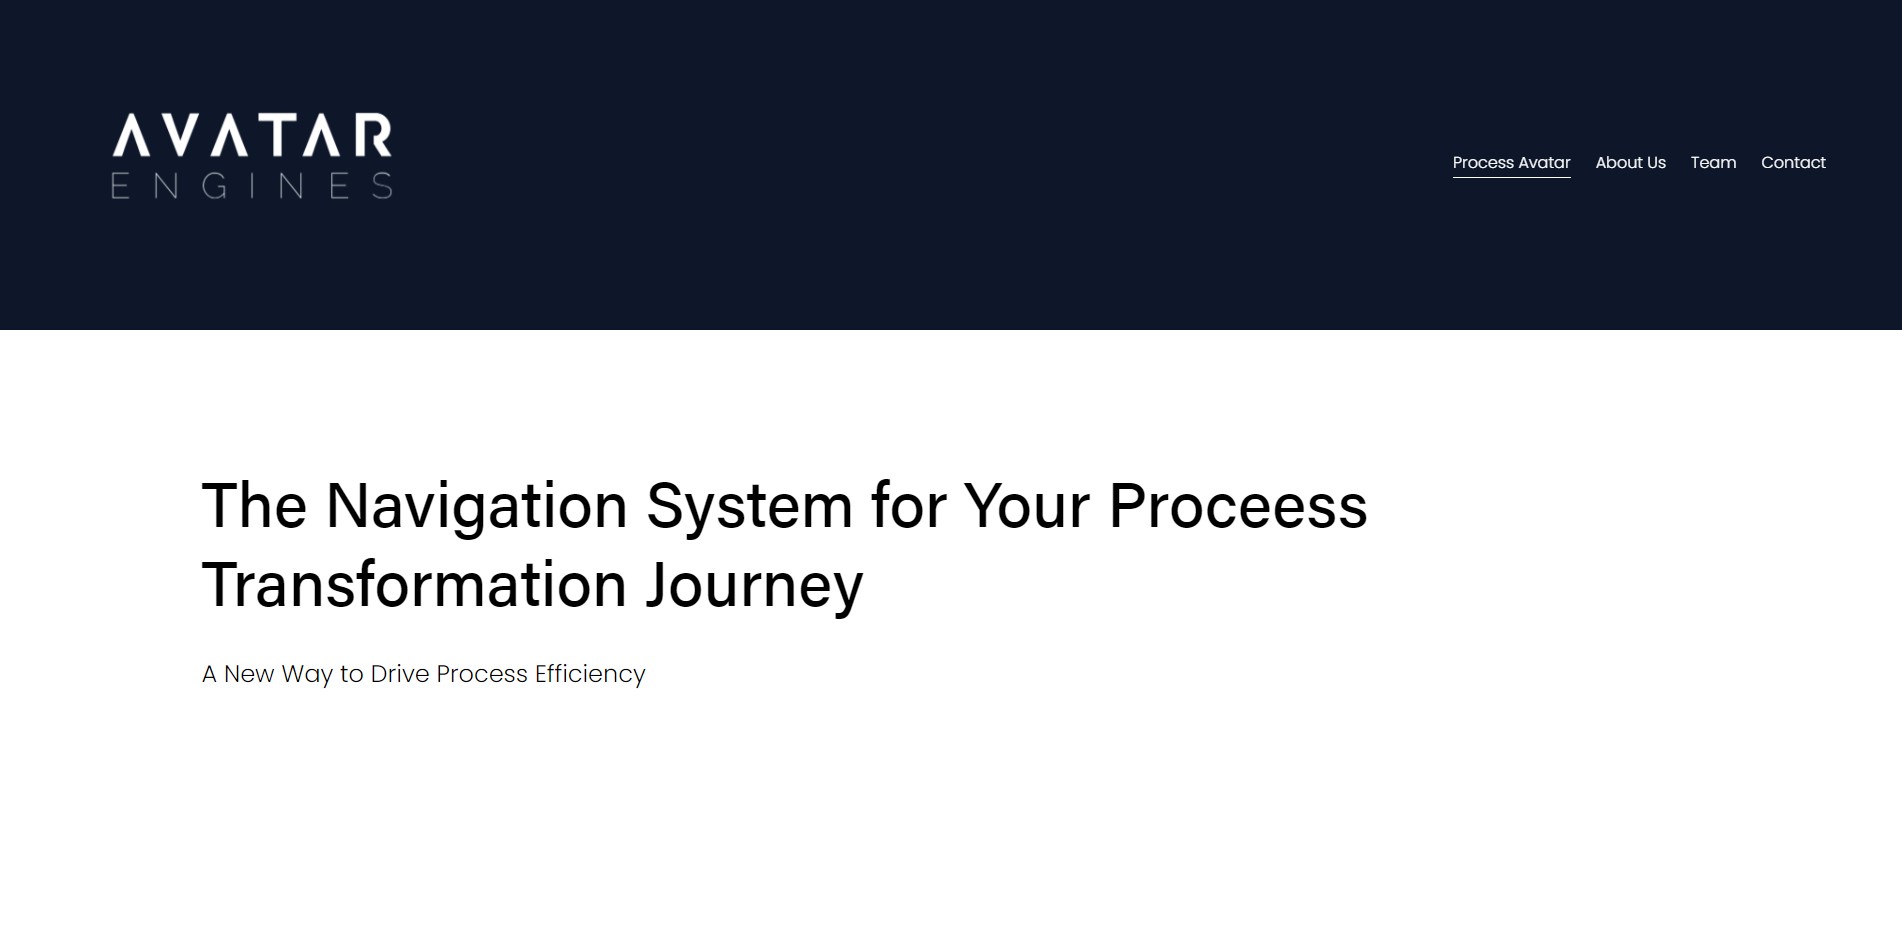 AVATAR
ENGINES
Process Avatar About Us Team Contact
The Navigation System for Your Proceess
Transformation Journey
A New Way to Drive Process Efficiency